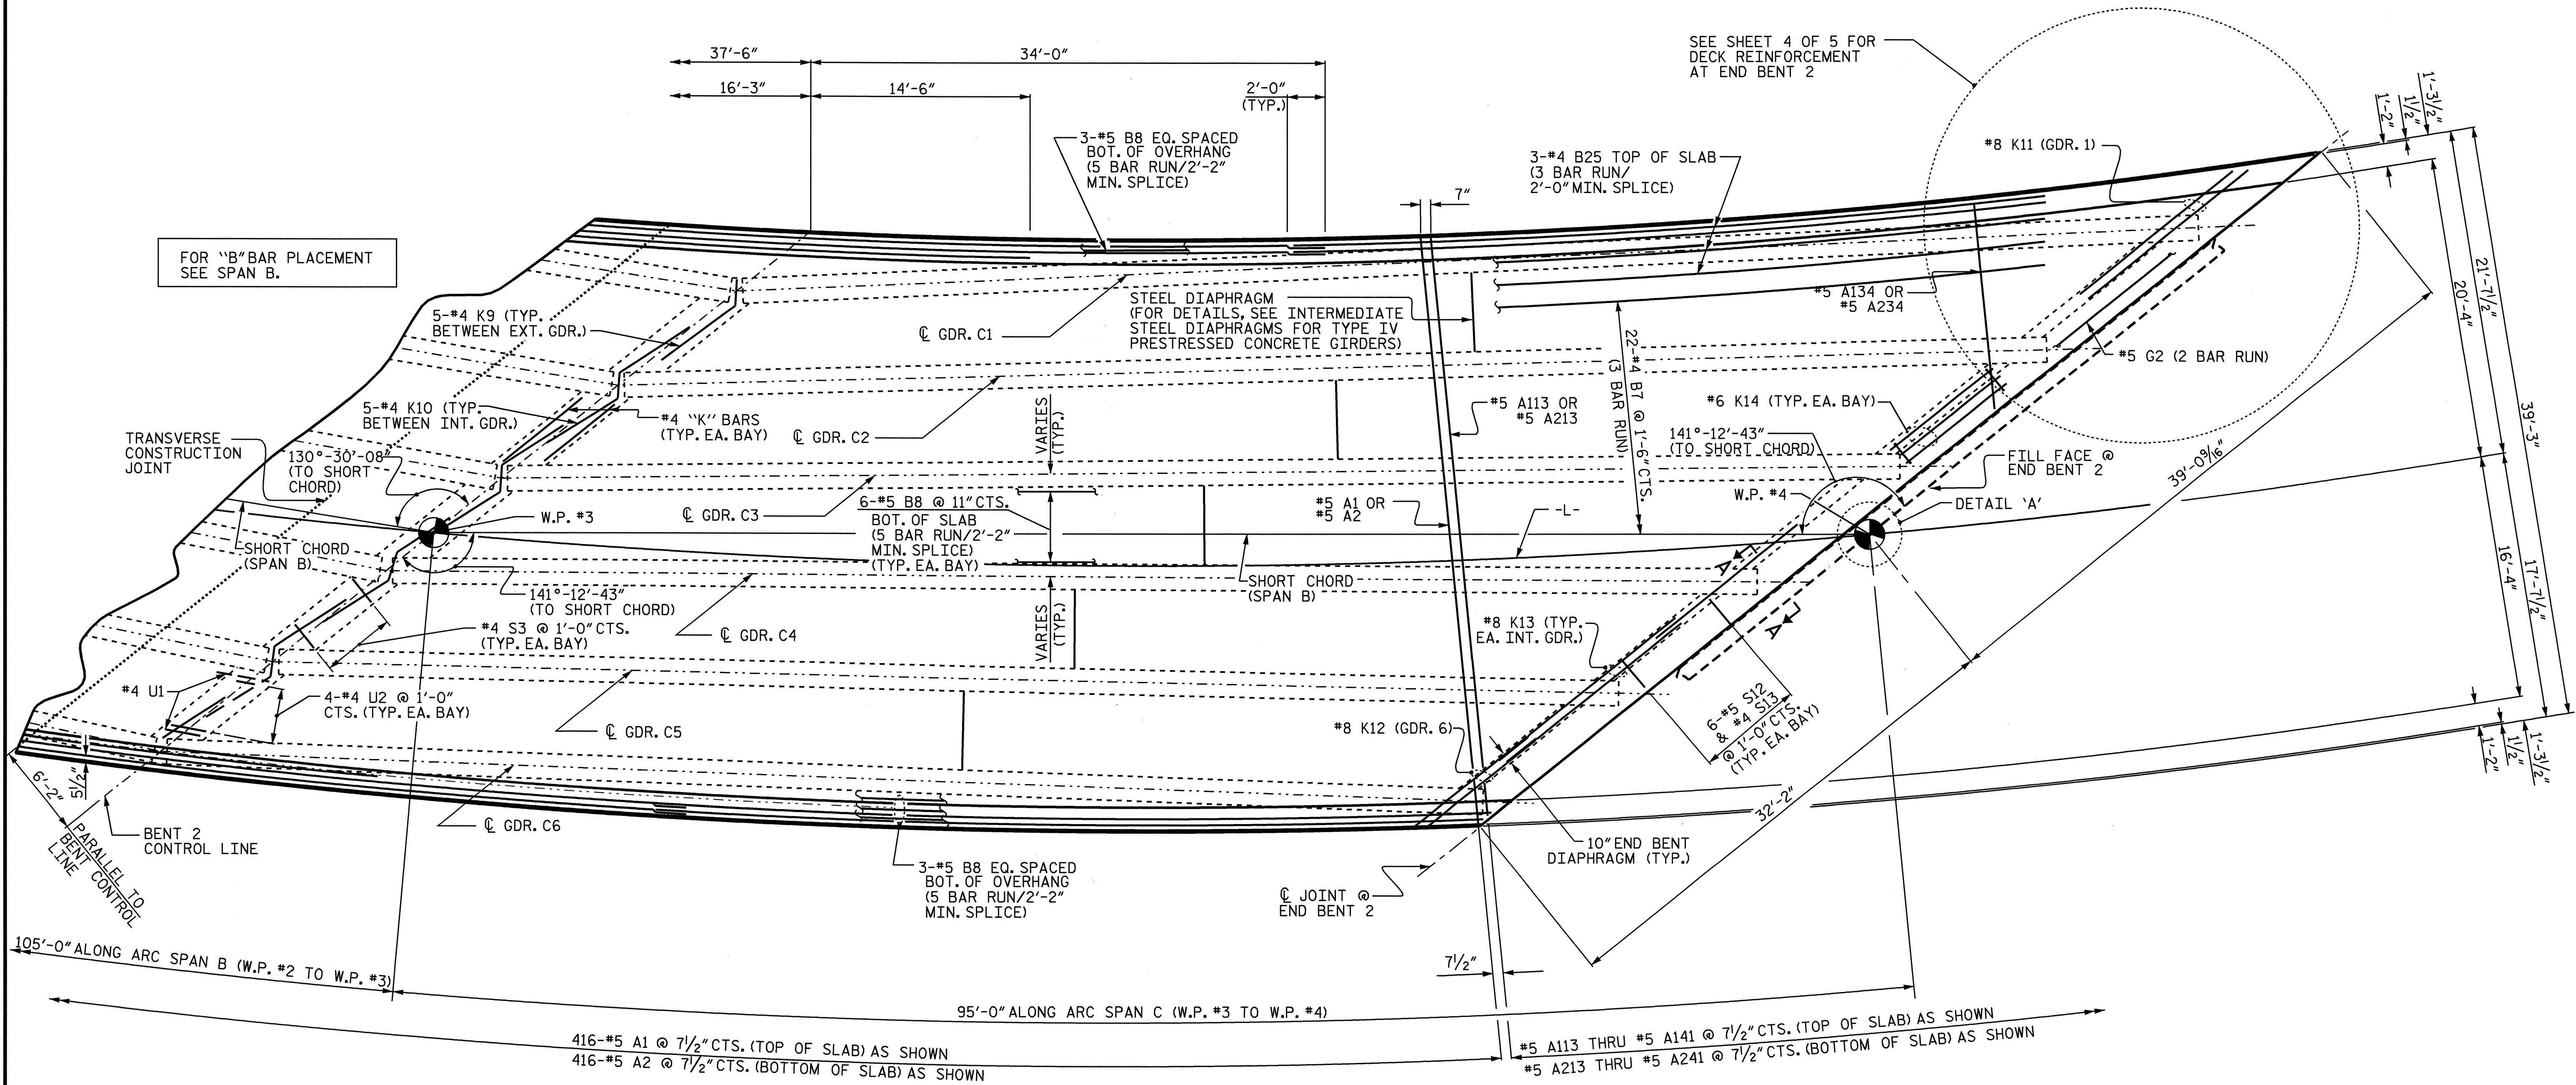 37'-6"
34'-0"
16'-3"
14'-6"
2'-0"
(TYP.)
SEE SHEET 4 OF 5 FOR
DECK REINFORCEMENT
AT END BENT 2
1'-3½"
1½"
1'-2"
3-#5 B8 EQ. SPACED
BOT. OF OVERHANG
(5 BAR RUN/2'-2"
MIN. SPLICE)
3-#4 B25 TOP OF SLAB
(3 BAR RUN/
2'-0" MIN. SPLICE)
#8 K11 (GDR. 1)
7"
FOR "B" BAR PLACEMENT
SEE SPAN B.
21'-7½"
20'-4"
39'-3"
STEEL DIAPHRAGM
(FOR DETAILS, SEE INTERMEDIATE
STEEL DIAPHRAGMS FOR TYPE IV
PRESTRESSED CONCRETE GIRDERS)
#5 A134 OR
#5 A234
5-#4 K9 (TYP.
BETWEEN EXT. GDR.)
℄ GDR. C1
22-#4 B7 @ 1'-6" CTS.
(3 BAR RUN)
#5 G2 (2 BAR RUN)
5-#4 K10 (TYP.
BETWEEN INT. GDR.)
#4 "K" BARS
(TYP. EA. BAY)
℄ GDR. C2
VARIES
(TYP.)
#5 A113 OR
#5 A213
#6 K14 (TYP. EA. BAY)
TRANSVERSE
CONSTRUCTION
JOINT
130°-30'-08"
(TO SHORT
CHORD)
141°-12'-43"
(TO SHORT CHORD)
FILL FACE @
END BENT 2
39'-0 9/16"
W.P. #3
℄ GDR. C3
6-#5 B8 @ 11" CTS.
BOT. OF SLAB
(5 BAR RUN/2'-2"
MIN. SPLICE)
(TYP. EA. BAY)
#5 A1 OR
#5 A2
-L-
W.P. #4
DETAIL 'A'
SHORT CHORD
(SPAN B)
SHORT CHORD
(SPAN B)
A
A
16'-4"
17'-7½"
141°-12'-43"
(TO SHORT CHORD)
#4 S3 @ 1'-0" CTS.
(TYP. EA. BAY)
℄ GDR. C4
VARIES
(TYP.)
#8 K13 (TYP.
EA. INT. GDR.)
#4 U1
4-#4 U2 @ 1'-0"
CTS. (TYP. EA. BAY)
℄ GDR. C5
#8 K12 (GDR. 6)
6-#5 S12
& #4 S13
@ 1'-0" CTS.
(TYP. EA. BAY)
1'-2"
1½"
1'-3½"
6'-2"
5½"
PARALLEL TO
BENT CONTROL
LINE
BENT 2
CONTROL LINE
℄ GDR. C6
32'-2"
3-#5 B8 EQ. SPACED
BOT. OF OVERHANG
(5 BAR RUN/2'-2"
MIN. SPLICE)
10" END BENT
DIAPHRAGM (TYP.)
℄ JOINT @
END BENT 2
7½"
105'-0" ALONG ARC SPAN B (W.P. #2 TO W.P. #3)
95'-0" ALONG ARC SPAN C (W.P. #3 TO W.P. #4)
416-#5 A1 @ 7½" CTS. (TOP OF SLAB) AS SHOWN
416-#5 A2 @ 7½" CTS. (BOTTOM OF SLAB) AS SHOWN
#5 A113 THRU #5 A141 @ 7½" CTS. (TOP OF SLAB) AS SHOWN
#5 A213 THRU #5 A241 @ 7½" CTS. (BOTTOM OF SLAB) AS SHOWN